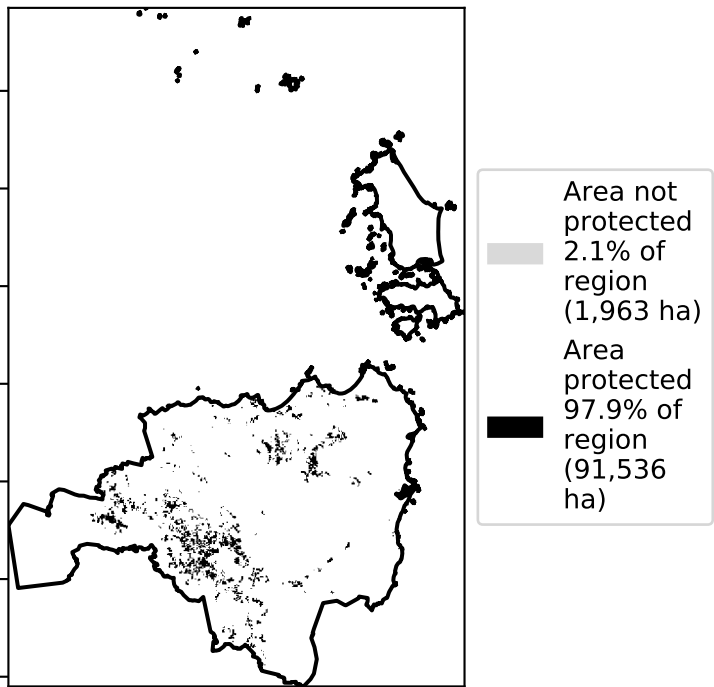 Area not
protected
2.1% of
region
(1,963 ha)
Area
protected
97.9% of
region
(91,536
ha)